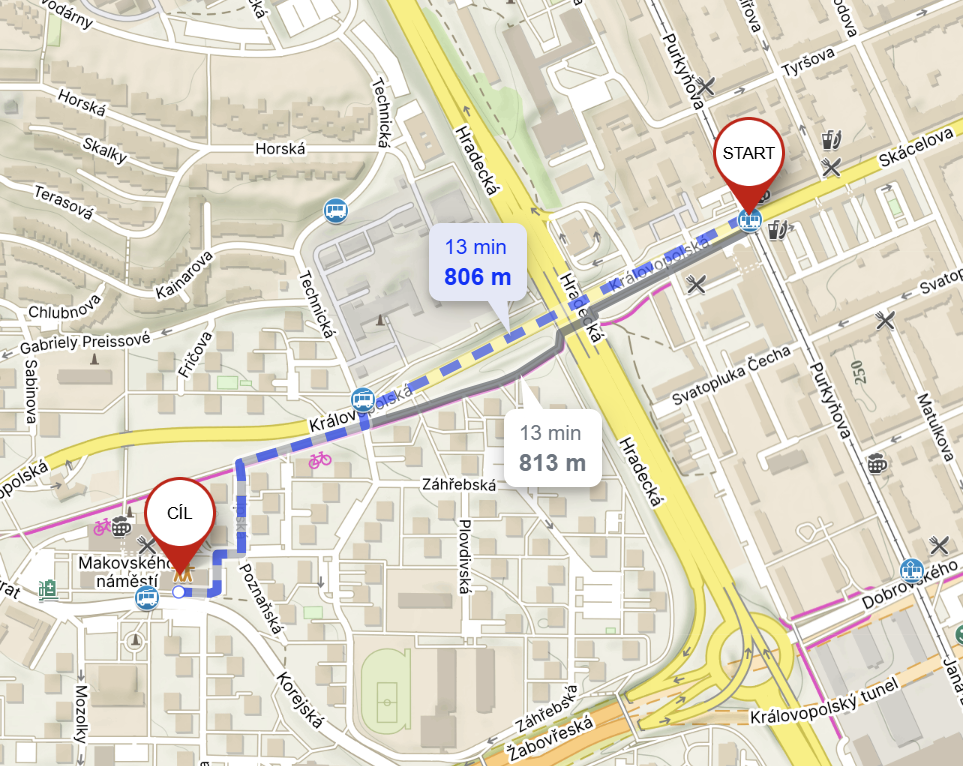 Vodárny
Purkyňova
Tyršova
Technická
Horská
Hradecká
START
Skácelova
Skalky
Horská
Terasová
Kainarova
13 min
806 m
Královopolská
Hradecká
Technická
Chlubnova
Gabriely Preissové
Fričova
Sabinova
Svatopluka Čecha
250
Purkyňova
Matulkova
Královopolská
13 min
813 m
Hradecká
Záhřebská
Plovdivská
CÍL
Makovského
náměstí
Poznaňská
Dobrovského
Korejská
Mozolky
Záhřebská
Žabovřeská
Královopolský tunel
Jana